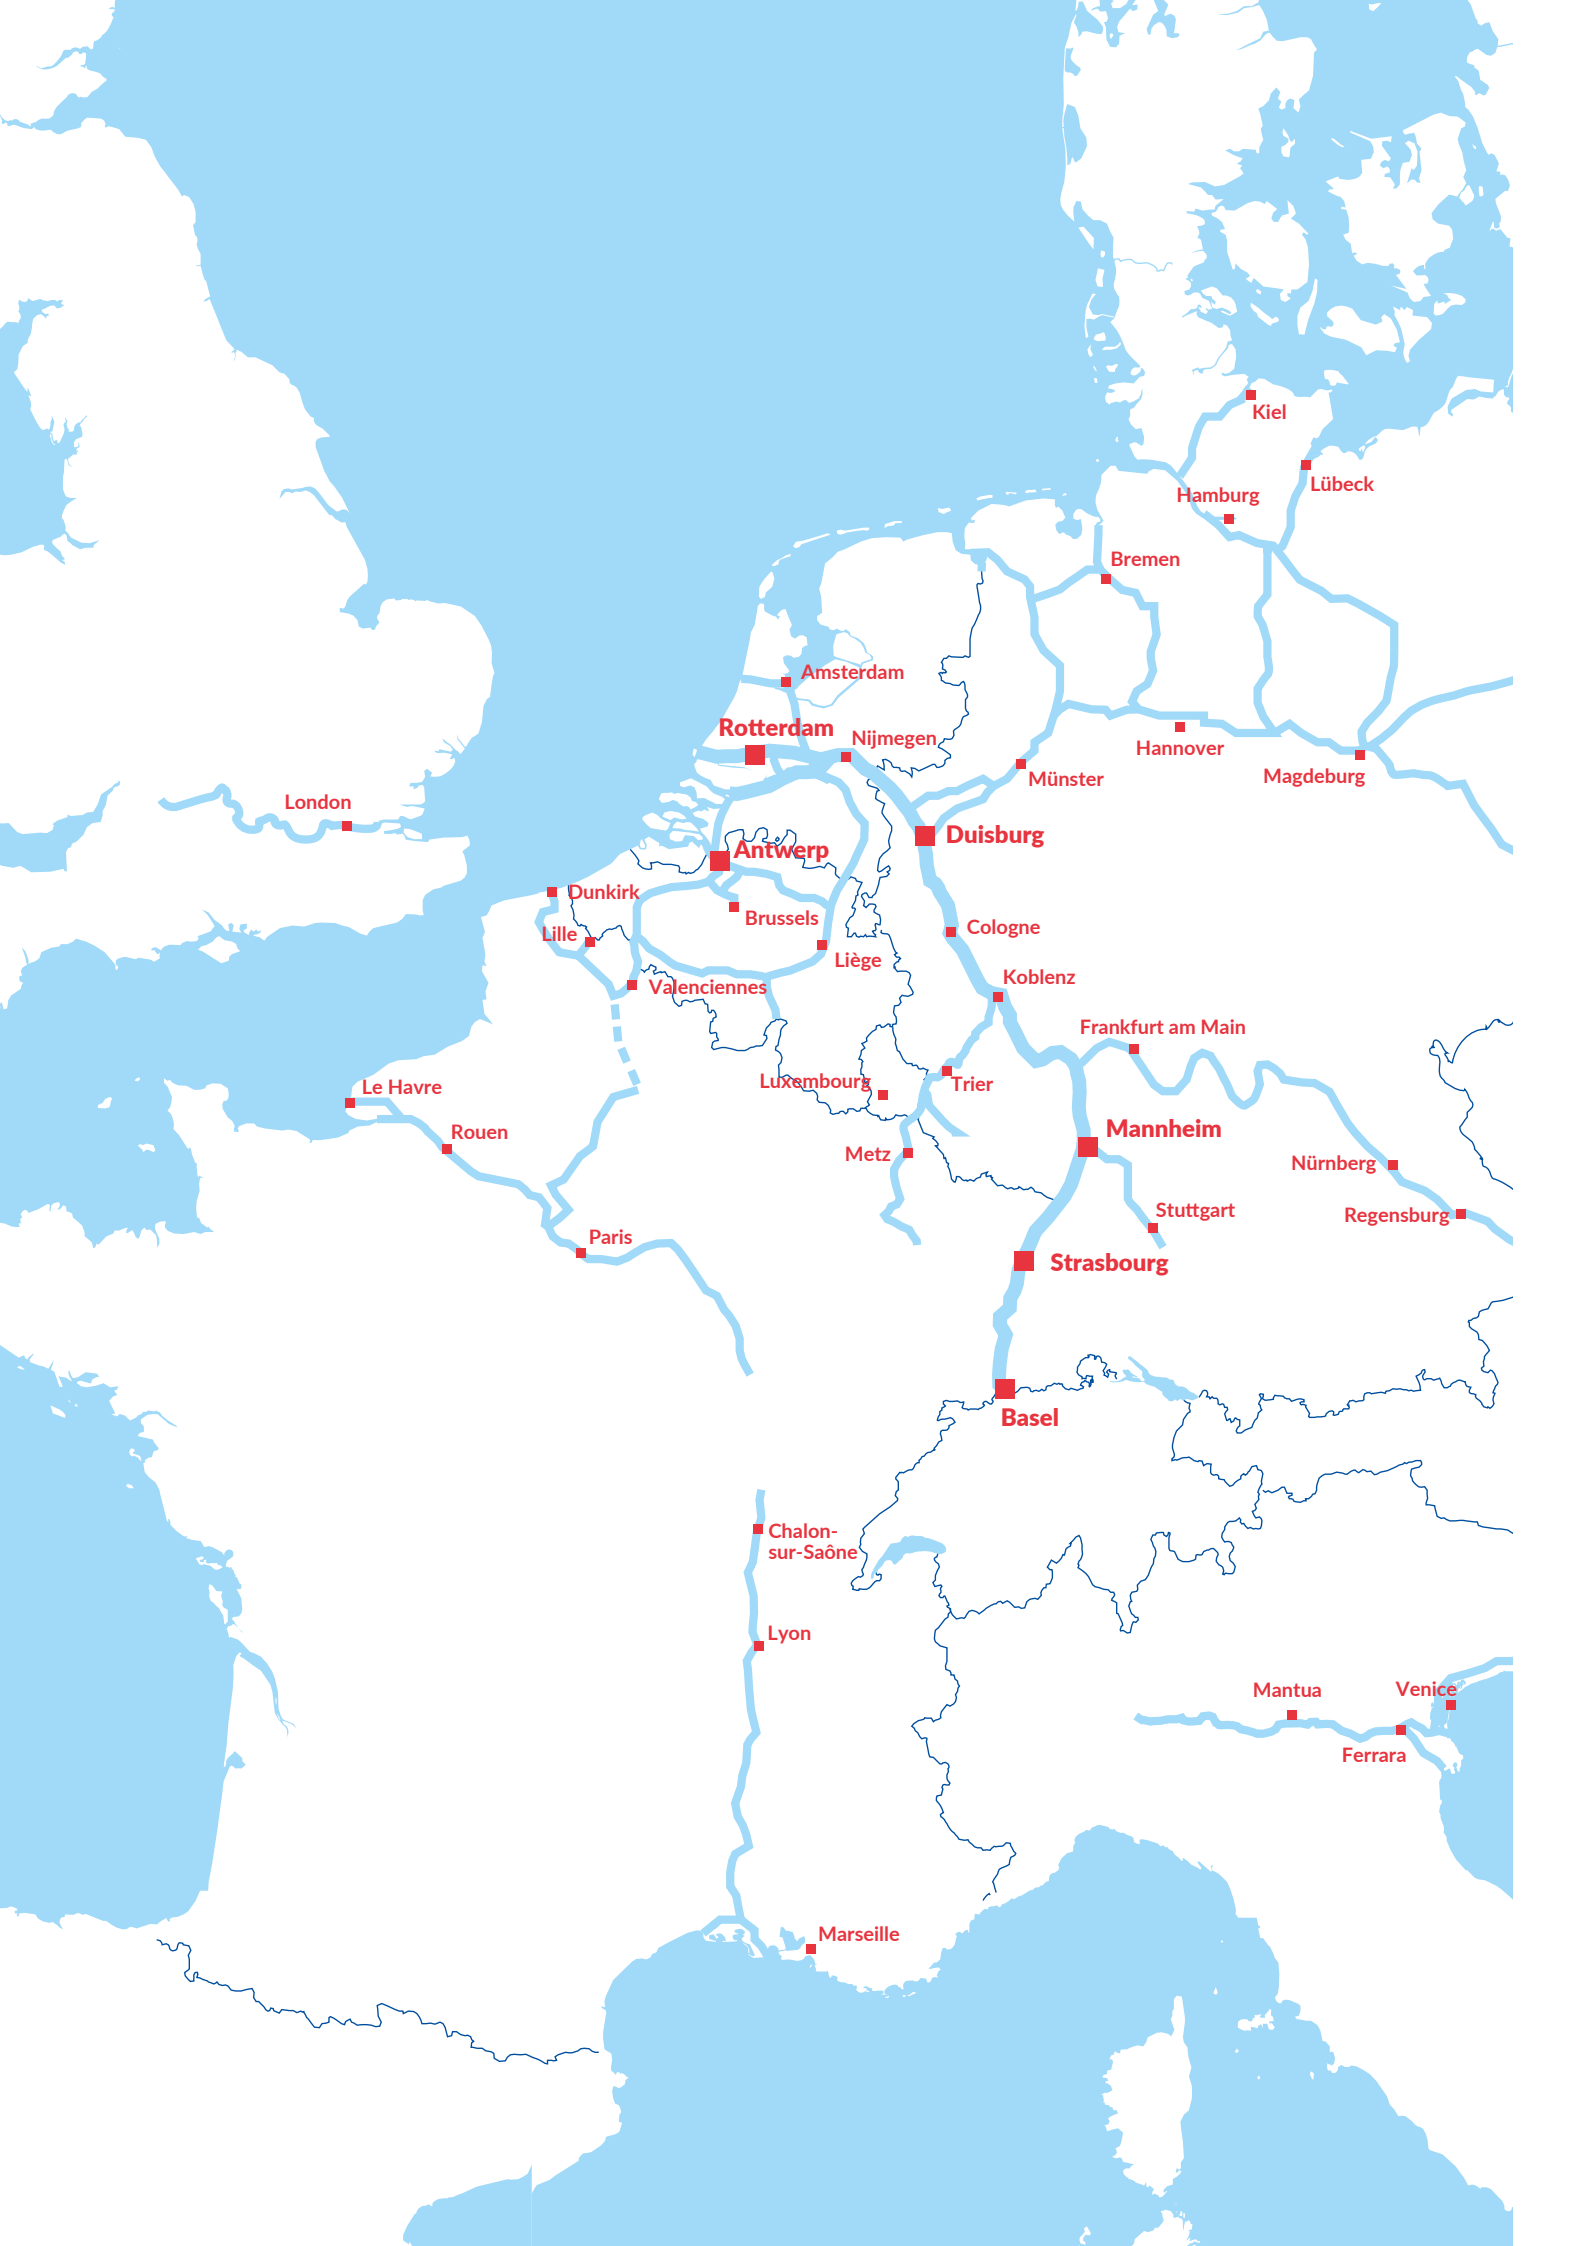 Kiel
Lübeck
Hamburg
Bremen
Amsterdam
Rotterdam
Nijmegen
Hannover
Münster
Magdeburg
London
Duisburg
Antwerp
Dunkirk
Brussels
Cologne
Lille
Liège
Koblenz
Valenciennes
Frankfurt am Main
Luxembourg
Trier
Le Havre
Mannheim
Rouen
Metz
Nürnberg
Stuttgart
Regensburg
Paris
Strasbourg
Basel
Chalon-
sur-Saône
Lyon
Mantua
Venice
Ferrara
Marseille